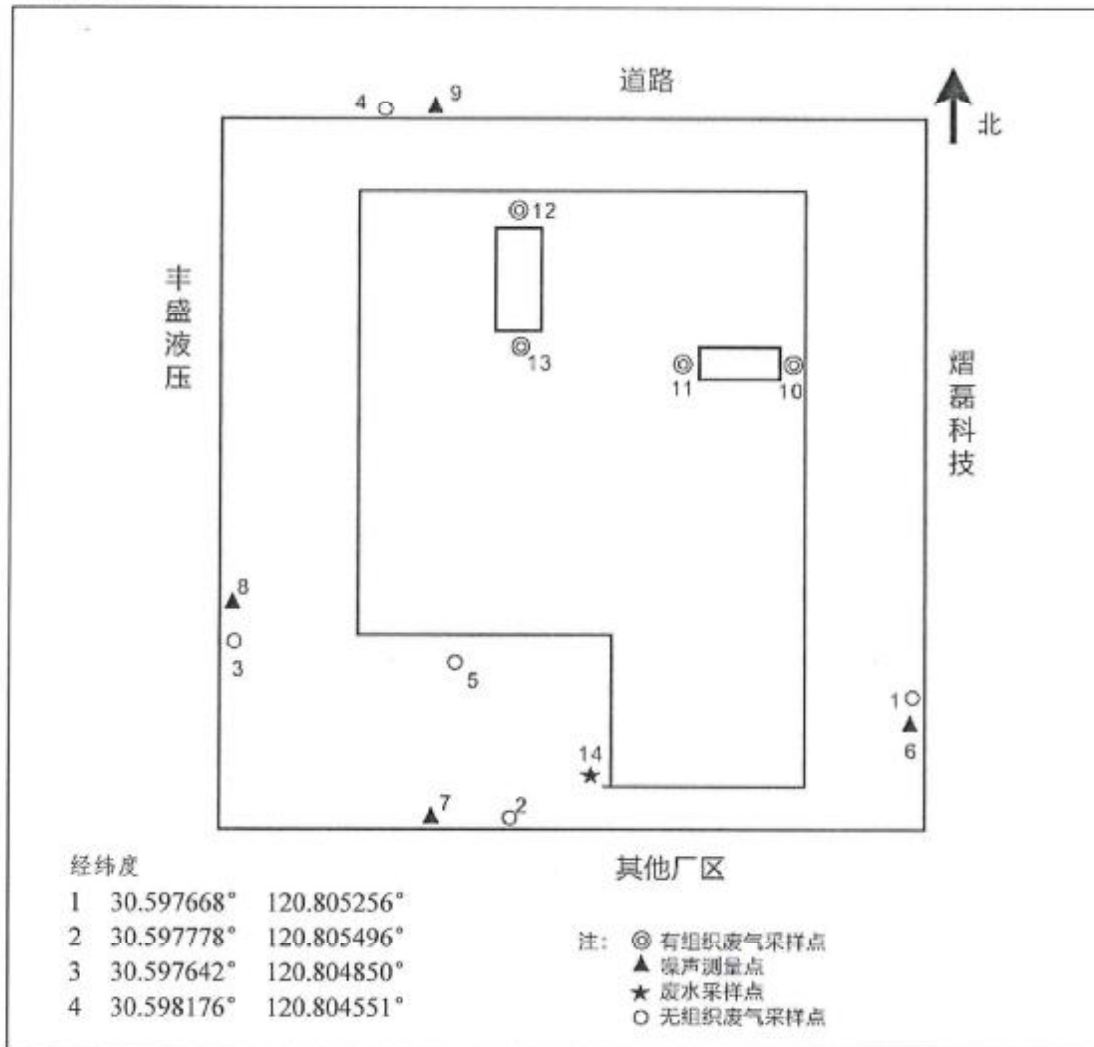 道路
北
4
9
12
丰盛液压
13
11
10
熠磊科技
8
3
5
1
6
14
7
2
经纬度
1 30.597668° 120.805256°
2 30.597778° 120.805496°
3 30.597642° 120.804850°
4 30.598176° 120.804551°
其他厂区
注： ◎ 有组织废气采样点
▲ 噪声测量点
★ 废水采样点
○ 无组织废气采样点